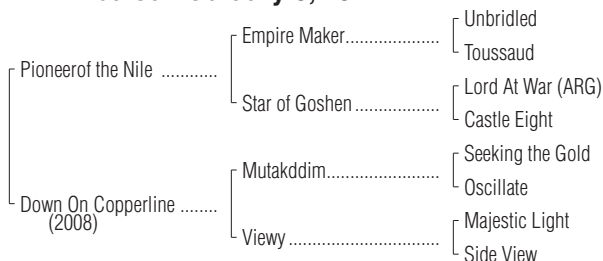 Unbridled
Empire Maker....................
Toussaud
Pioneerof the Nile ............
Lord At War (ARG)
Star of Goshen ..................
Castle Eight
Seeking the Gold
Mutakddim........................
Oscillate
Down On Copperline ........
(2008)
Majestic Light
Viewy ................................
Side View